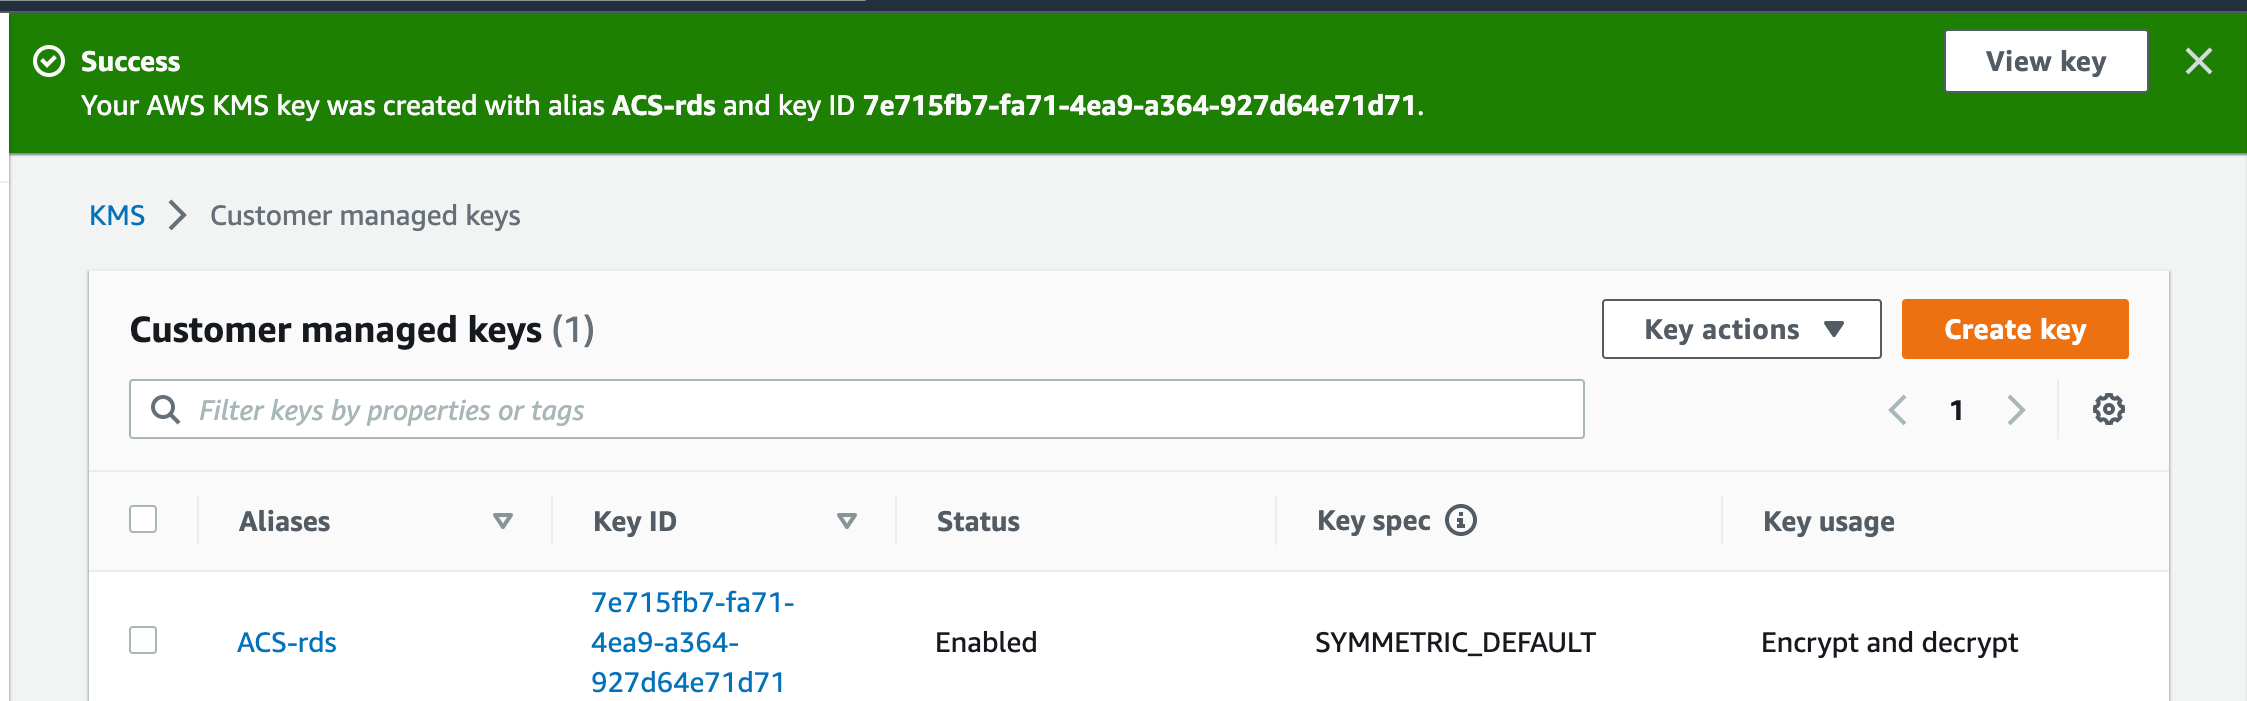 Success
View key
Your AWS KMS key was created with alias ACS-rds and key ID 7e715fb7-fa71-4ea9-a364-927d64e71d71.
KMS Customer managed keys
Customer managed keys (1)
Key actions
Create key
Filter keys by properties or tags
1
Aliases Key ID Status Key spec Key usage
ACS-rds 7e715fb7-fa71-
4ea9-a364-
927d64e71d71 Enabled SYMMETRIC_DEFAULT Encrypt and decrypt